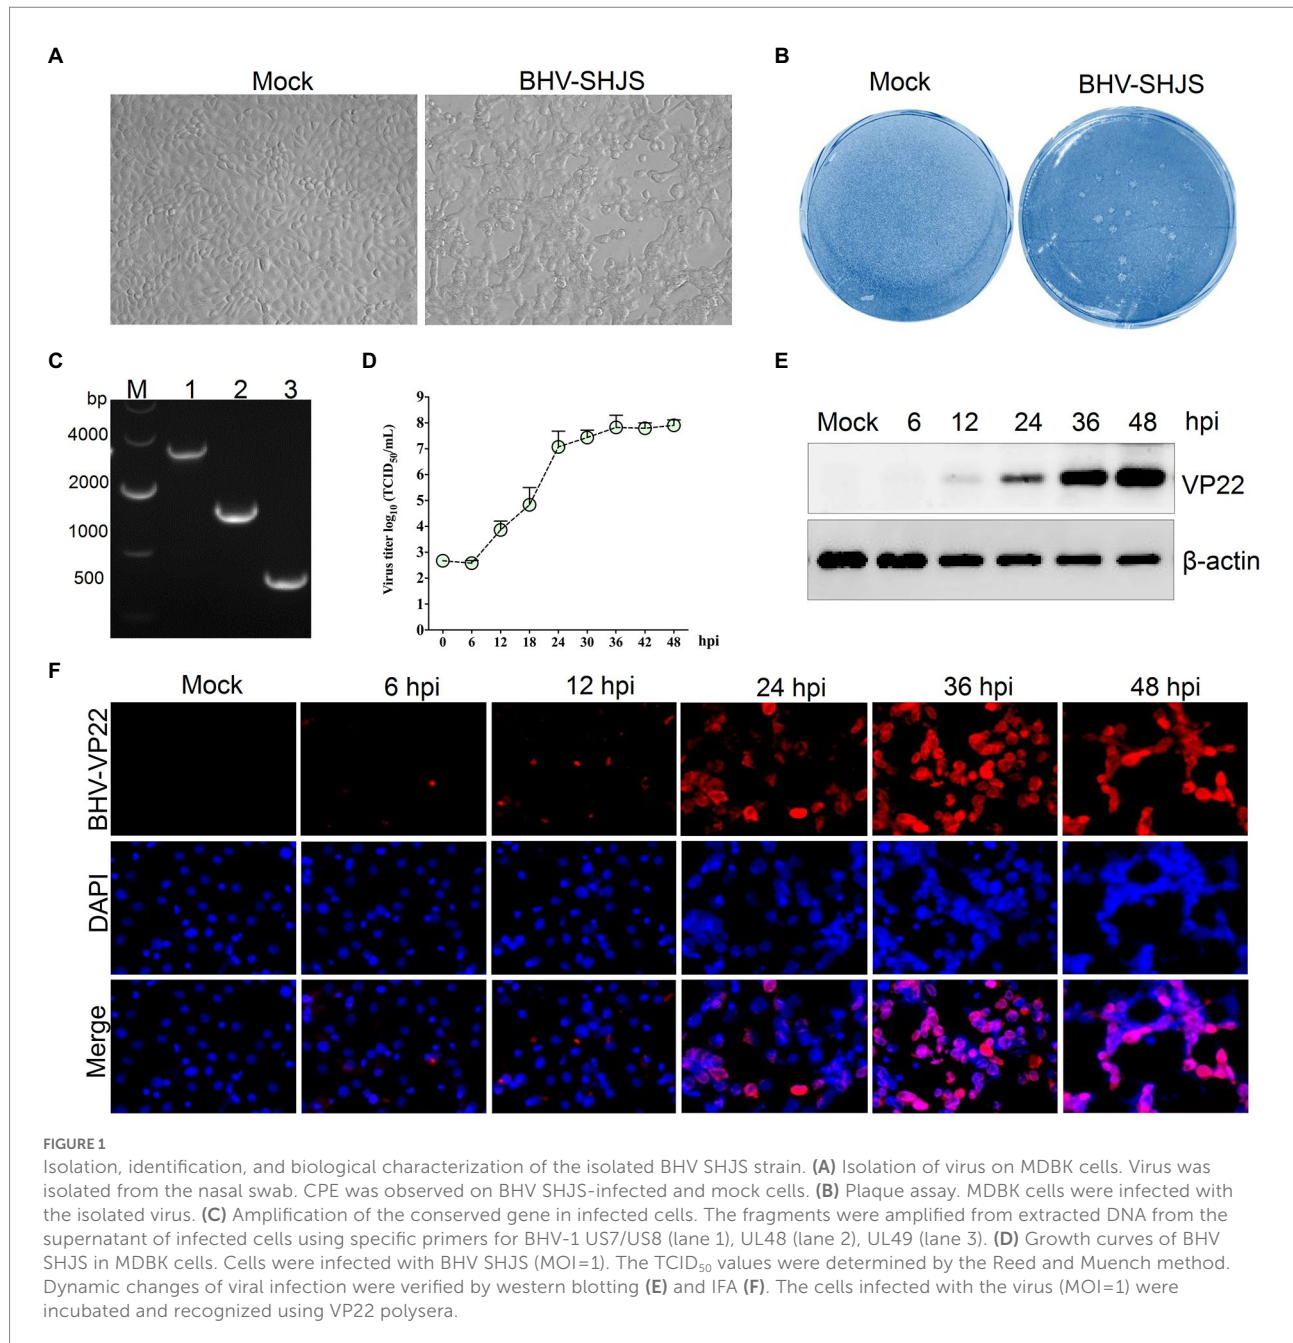 A
Mock
BHV-SHJS
B
Mock
BHV-SHJS
C
bp
M 1 2 3
4000
2000
1000
500
D
Virus titer log₁₀ (TCID₅₀/mL)
9
8
7
6
5
4
3
2
1
0
0 6 12 18 24 30 36 42 48 hpi
E
Mock 6 12 24 36 48 hpi
VP22
β-actin
F
Mock 6 hpi 12 hpi 24 hpi 36 hpi 48 hpi
BHV-VP22
DAPI
Merge
FIGURE 1
Isolation, identification, and biological characterization of the isolated BHV SHJS strain. (A) Isolation of virus on MDBK cells. Virus was
isolated from the nasal swab. CPE was observed on BHV SHJS-infected and mock cells. (B) Plaque assay. MDBK cells were infected with
the isolated virus. (C) Amplification of the conserved gene in infected cells. The fragments were amplified from extracted DNA from the
supernatant of infected cells using specific primers for BHV-1 US7/US8 (lane 1), UL48 (lane 2), UL49 (lane 3). (D) Growth curves of BHV
SHJS in MDBK cells. Cells were infected with BHV SHJS (MOI=1). The TCID₅₀ values were determined by the Reed and Muench method.
Dynamic changes of viral infection were verified by western blotting (E) and IFA (F). The cells infected with the virus (MOI=1) were
incubated and recognized using VP22 polysera.